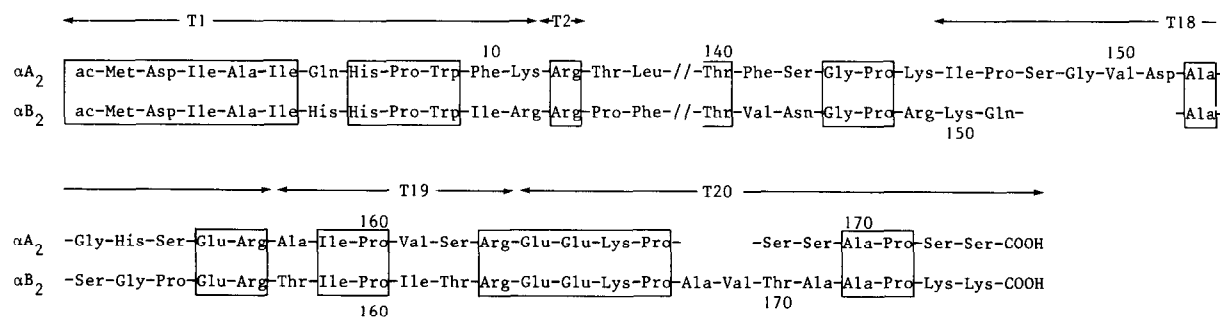 T1 T2 T18
10 140 150
αA2 ac-Met-Asp-Ile-Ala-Ile-Gln-His-Pro-Trp-Phe-Lys-Arg-Thr-Leu-//-Thr-Phe-Ser-Gly-Pro-Lys-Ile-Pro-Ser-Gly-Val-Asp-Ala-
αB2 ac-Met-Asp-Ile-Ala-Ile-His-His-Pro-Trp-Ile-Arg-Arg-Pro-Phe-//-Thr-Val-Asn-Gly-Pro-Arg-Lys-Gln- -Ala-
150
T19 T20
160 170
αA2 -Gly-His-Ser-Glu-Arg-Ala-Ile-Pro-Val-Ser-Arg-Glu-Glu-Lys-Pro- -Ser-Ser-Ala-Pro-Ser-Ser-COOH
αB2 -Ser-Gly-Pro-Glu-Arg-Thr-Ile-Pro-Ile-Thr-Arg-Glu-Glu-Lys-Pro-Ala-Val-Thr-Ala-Ala-Pro-Lys-Lys-COOH
160 170